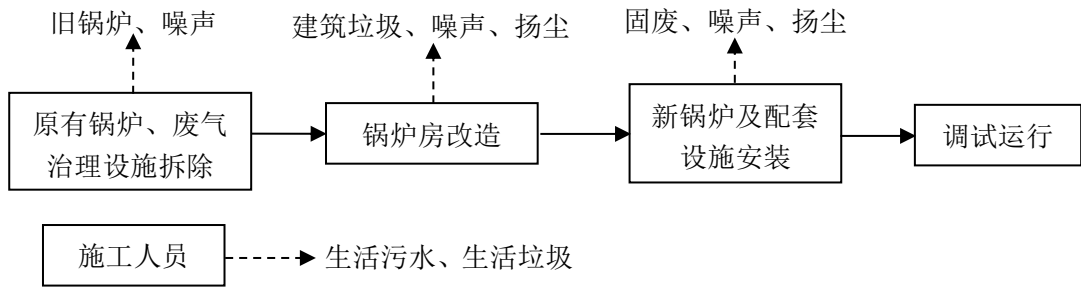 旧锅炉、噪声
建筑垃圾、噪声、扬尘
固废、噪声、扬尘
原有锅炉、废气
治理设施拆除
锅炉房改造
新锅炉及配套
设施安装
调试运行
施工人员
生活污水、生活垃圾